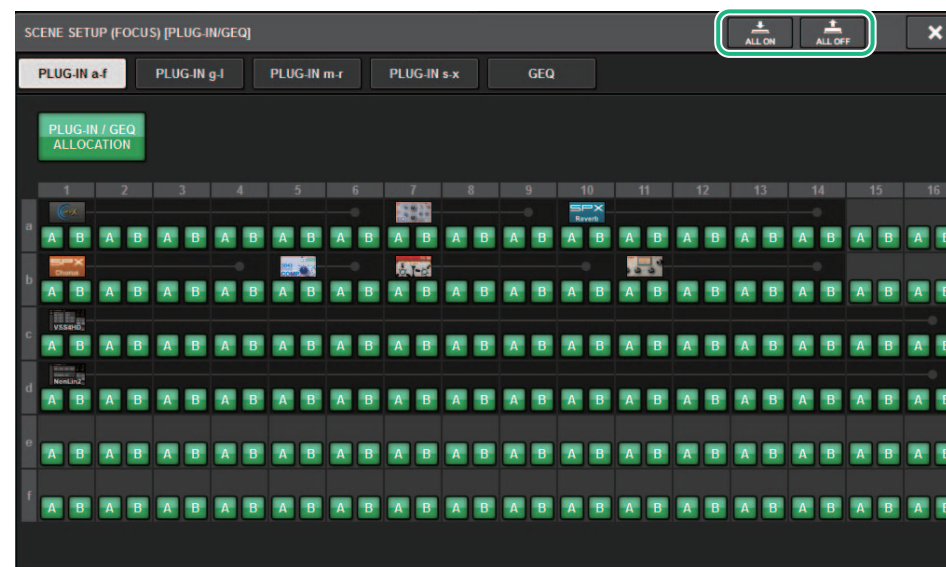 SCENE SETUP (FOCUS) [PLUG-IN/GEQ] ALL ON ALL OFF
PLUG-IN a-f PLUG-IN g-l PLUG-IN m-r PLUG-IN s-x GEQ
PLUG-IN / GEQ
ALLOCATION
1 2 3 4 5 6 7 8 9 10 11 12 13 14 15 16
a
SPX
Reverb
A B A B A B A B A B A B A B A B A B A B A B A B A B A B A B A
b
SPX
Chorus
A B A B A B A B A B A B A B A B A B A B A B A B A B A B A B A
c
VSS4HD
A B A B A B A B A B A B A B A B A B A B A B A B A B A B A B A
d
NonLin2
A B A B A B A B A B A B A B A B A B A B A B A B A B A B A B A
e
A B A B A B A B A B A B A B A B A B A B A B A B A B A B A B A
f
A B A B A B A B A B A B A B A B A B A B A B A B A B A B A B A